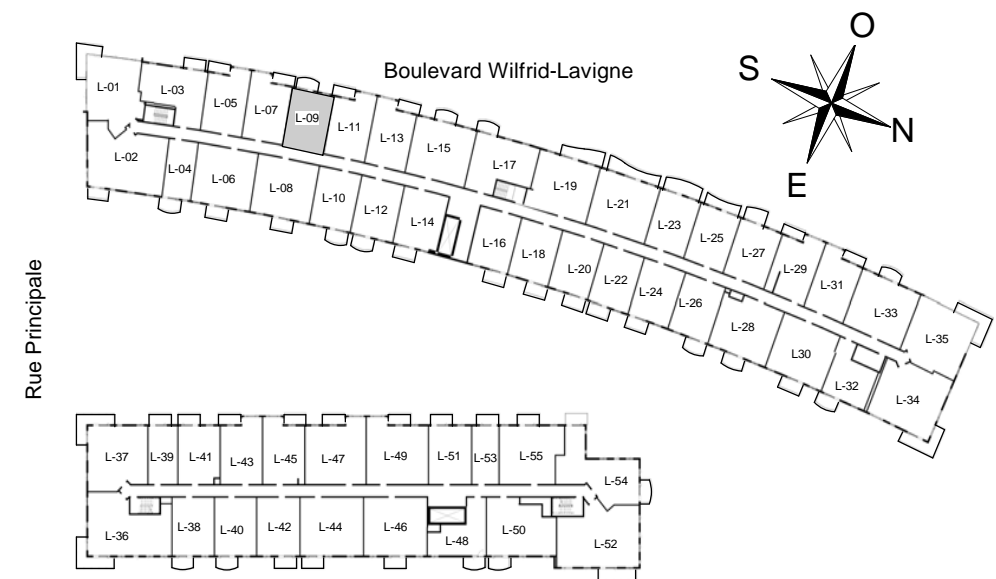 O
S
N
E
Boulevard Wilfrid-Lavigne
Rue Principale
L-01
L-03
L-05
L-07
L-09
L-11
L-13
L-15
L-17
L-19
L-21
L-23
L-25
L-27
L-29
L-31
L-33
L-35
L-02
L-04
L-06
L-08
L-10
L-12
L-14
L-16
L-18
L-20
L-22
L-24
L-26
L-28
L30
L-32
L-34
L-37
L-39
L-41
L-43
L-45
L-47
L-49
L-51
L-53
L-55
L-54
L-36
L-38
L-40
L-42
L-44
L-46
L-48
L-50
L-52